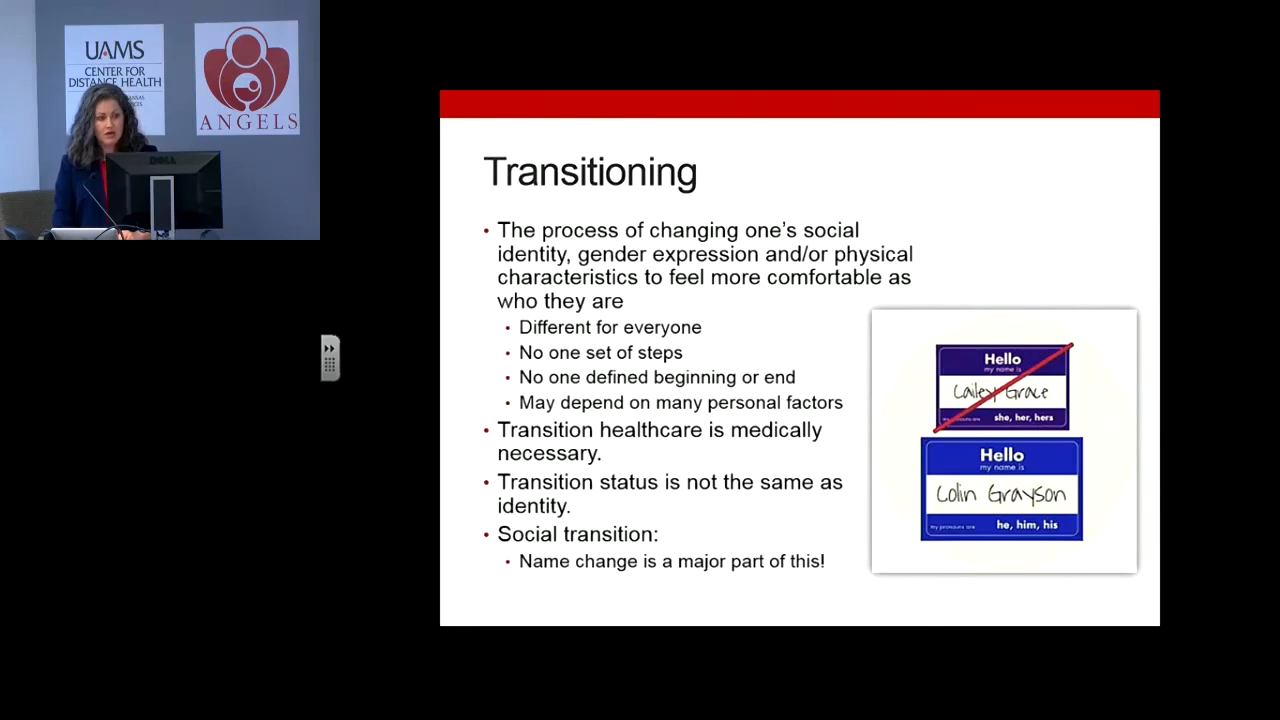 UAMS
CENTER FOR
DISTANCE HEALTH
ANGELS
DELL
Transitioning
• The process of changing one’s social
identity, gender expression and/or physical
characteristics to feel more comfortable as
who they are
• Different for everyone
• No one set of steps
• No one defined beginning or end
• May depend on many personal factors
• Transition healthcare is medically
necessary.
• Transition status is not the same as
identity.
• Social transition:
• Name change is a major part of this!
Hello
my name is
Cailey Grace
my pronouns are she, her, hers
Hello
my name is
Colin Grayson
my pronouns are he, him, his